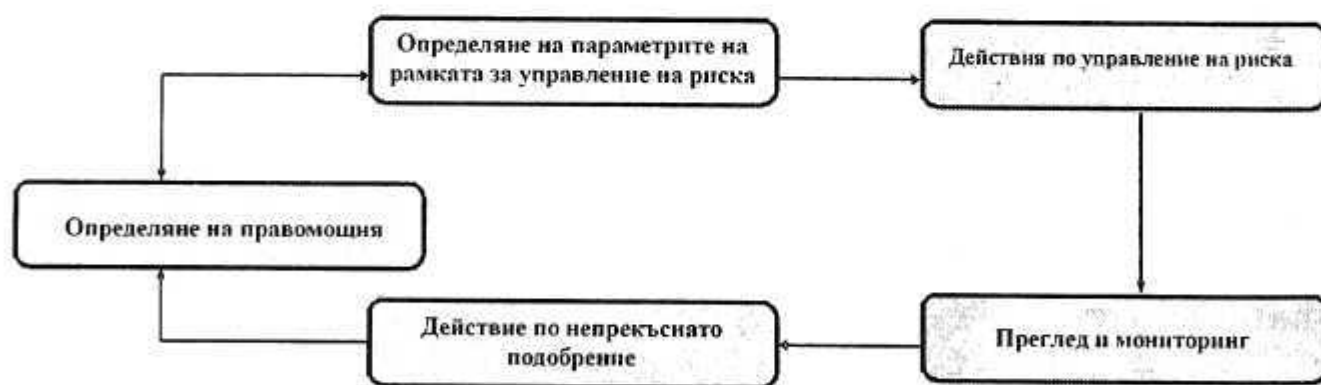 Определяне на параметрите на
рамката за управление на риска
Действия по управление на риска
Определяне на правомощия
Действие по непрекъснато
подобрение
Преглед и мониторинг